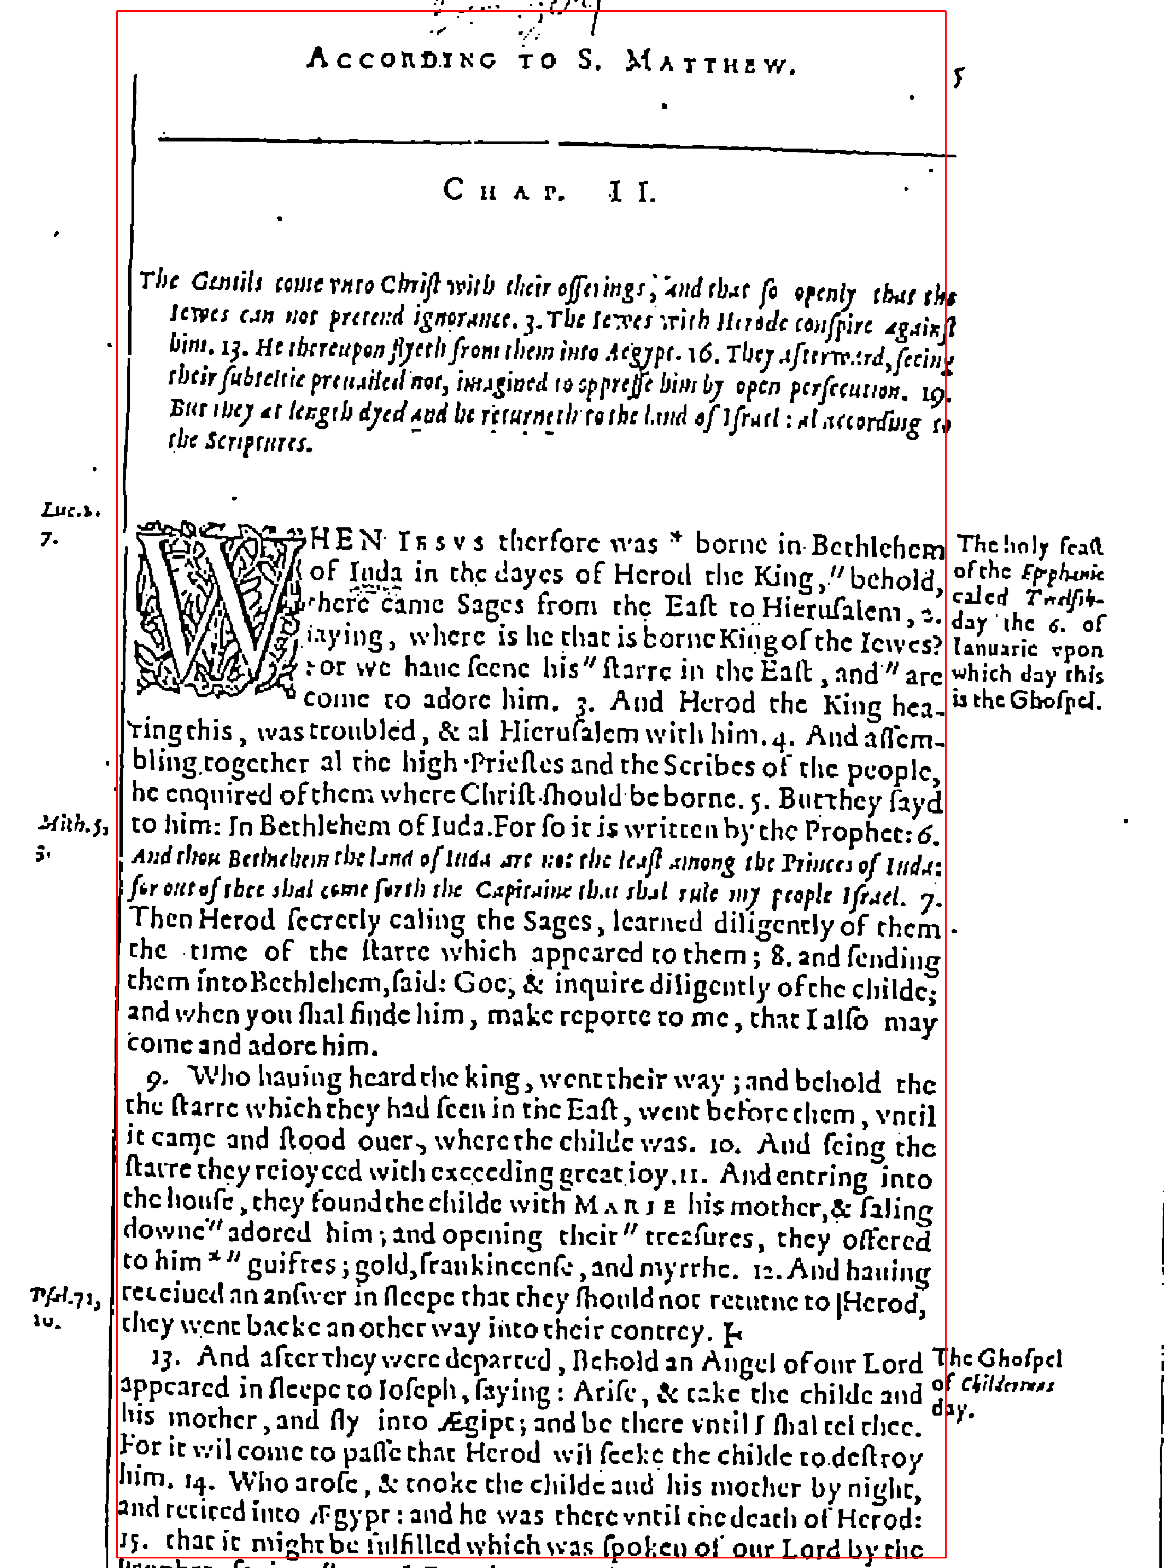 ACCORDING TO S. MATTHEW. 5
CHAP. II.
The Gentils come vnto Chriſt with their offerings, and that ſo openly that the
Iewes can not pretend ignorance. 3. The Iewes with Herode conſpire againſt
him. 13. He thereupon flyeth from them into Aegypt. 16. They afterward, ſeeing
their ſubteltie preuailed not, imagined to oppreſſe him by open perſecution. 19.
But they at length dyed and he returneth to the land of Iſrael: al according to
the Scriptures.
Luc. 2.
7.
WHEN IESVS therfore was * borne in Bethlehem
of Iuda in the dayes of Herod the King, " behold,
there came Sages from the Eaſt to Hieruſalem, 2.
ſaying, where is he that is borne King of the Iewes?
For we haue ſeene his " ſtarre in the Eaſt, and " are
come to adore him. 3. And Herod the King hea-
ring this, was troubled, & al Hieruſalem with him. 4. And aſſem-
bling together al the high Prieſtes and the Scribes of the people,
he enquired of them where Chriſt ſhould be borne. 5. But they ſayd
to him: In Bethlehem of Iuda. For ſo it is written by the Prophet: 6.
And thou Bethlehem the land of Iuda are not the leaſt among the Princes of Iuda:
for out of thee shal come forth the Capitaine that shal rule my people Iſrael. 7.
Then Herod ſecretly caling the Sages, learned diligently of them
the time of the ſtarre which appeared to them; 8. and ſending
them into Bethlehem, ſaid: Goe, & inquire diligently of the childe;
and when you ſhal finde him, make reporte to me, that I alſo may
come and adore him.
9. Who hauing heard the king, went their way; and behold the
the ſtarre which they had ſeen in the Eaſt, went before them, vntil
it came and ſtood ouer, where the childe was. 10. And ſeing the
ſtarre they reioyced with exceeding great ioy. 11. And entring into
the houſe, they found the childe with MARIE his mother, & faling
downe " adored him; and opening their " treaſures, they offered
to him * " guiftes; gold, frankincenſe, and myrrhe. 12. And hauing
receiued an anſwer in ſleepe that they ſhould not returne to Herod,
they went backe an other way into their contrey.
13. And after they were departed, Behold an Angel of our Lord
appeared in ſleepe to Ioſeph, ſaying: Ariſe, & take the childe and
his mother, and fly into Ægipt; and be there vntil I ſhal tel thee.
For it wil come to paſſe that Herod wil ſeeke the childe to deſtroy
him. 14. Who aroſe, & tooke the childe and his mother by night,
and retired into Ægypt: and he was there vntil the death of Herod:
15. that it might be fulfilled which was ſpoken of our Lord by the
The holy feaſt
of the Epiphanie
caled Twelfth-
day the 6. of
Ianuarie vpon
which day this
is the Ghoſpel.
Mich. 5,
Pſal. 71,
10.
The Ghoſpel
of Childermas
day.